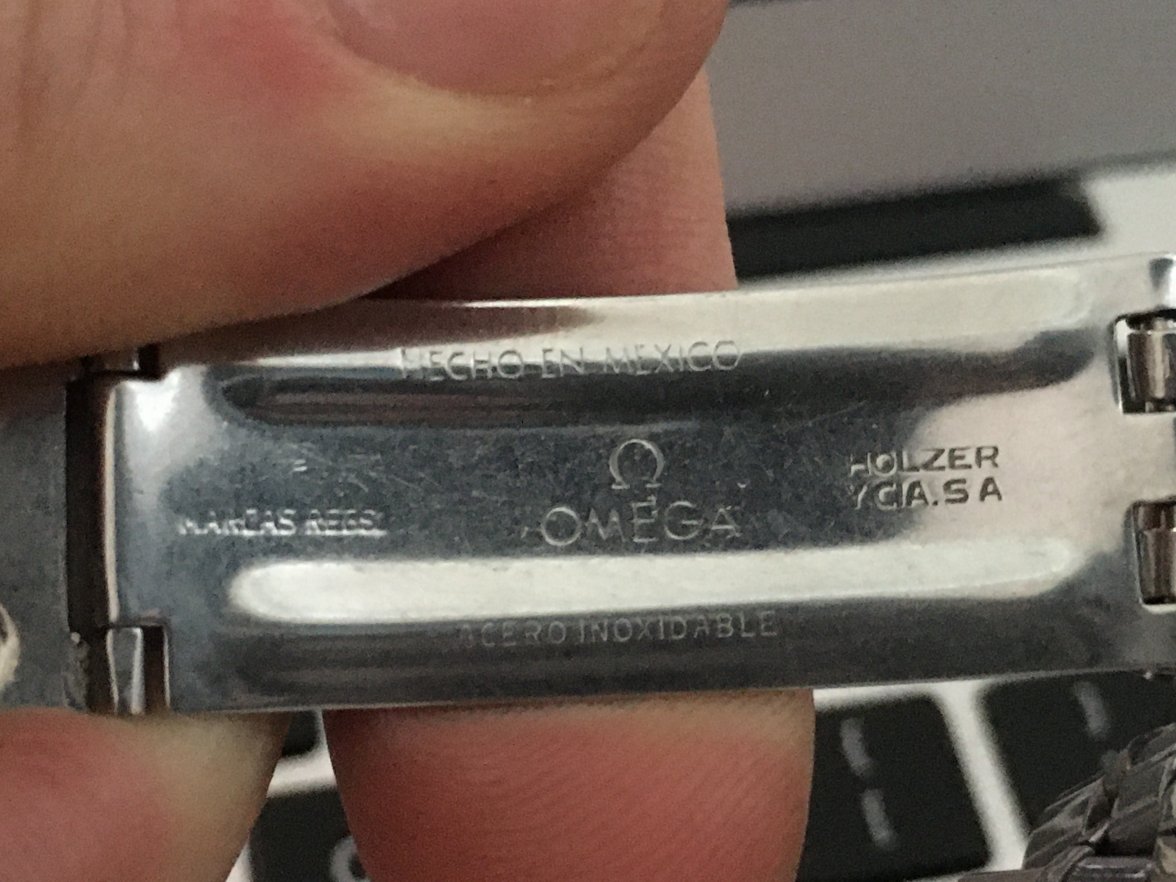 HECHO EN MEXICO
Ω
OMEGA
HOLZER
Y CIA. S A
MARCAS REGS.
ACERO INOXIDABLE